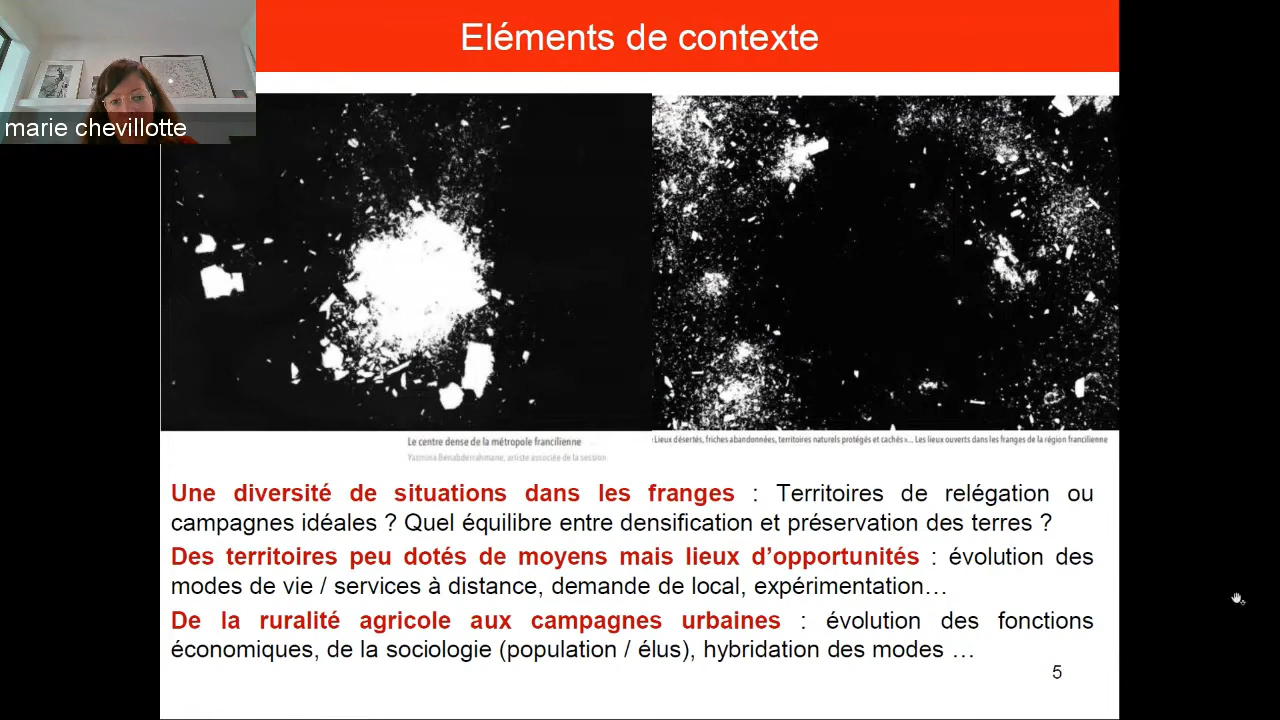 Eléments de contexte
marie chevillotte
Le centre dense de la métropole francilienne
Yasmina Benabderrahmane, artiste associée de la section
Lieux désertés, friches abandonnées, territoires naturels protégés et cachés »... Les lieux ouverts dans les franges de la région francilienne
Une diversité de situations dans les franges : Territoires de relégation ou
campagnes idéales ? Quel équilibre entre densification et préservation des terres ?
Des territoires peu dotés de moyens mais lieux d’opportunités : évolution des
modes de vie / services à distance, demande de local, expérimentation…
De la ruralité agricole aux campagnes urbaines : évolution des fonctions
économiques, de la sociologie (population / élus), hybridation des modes …
5